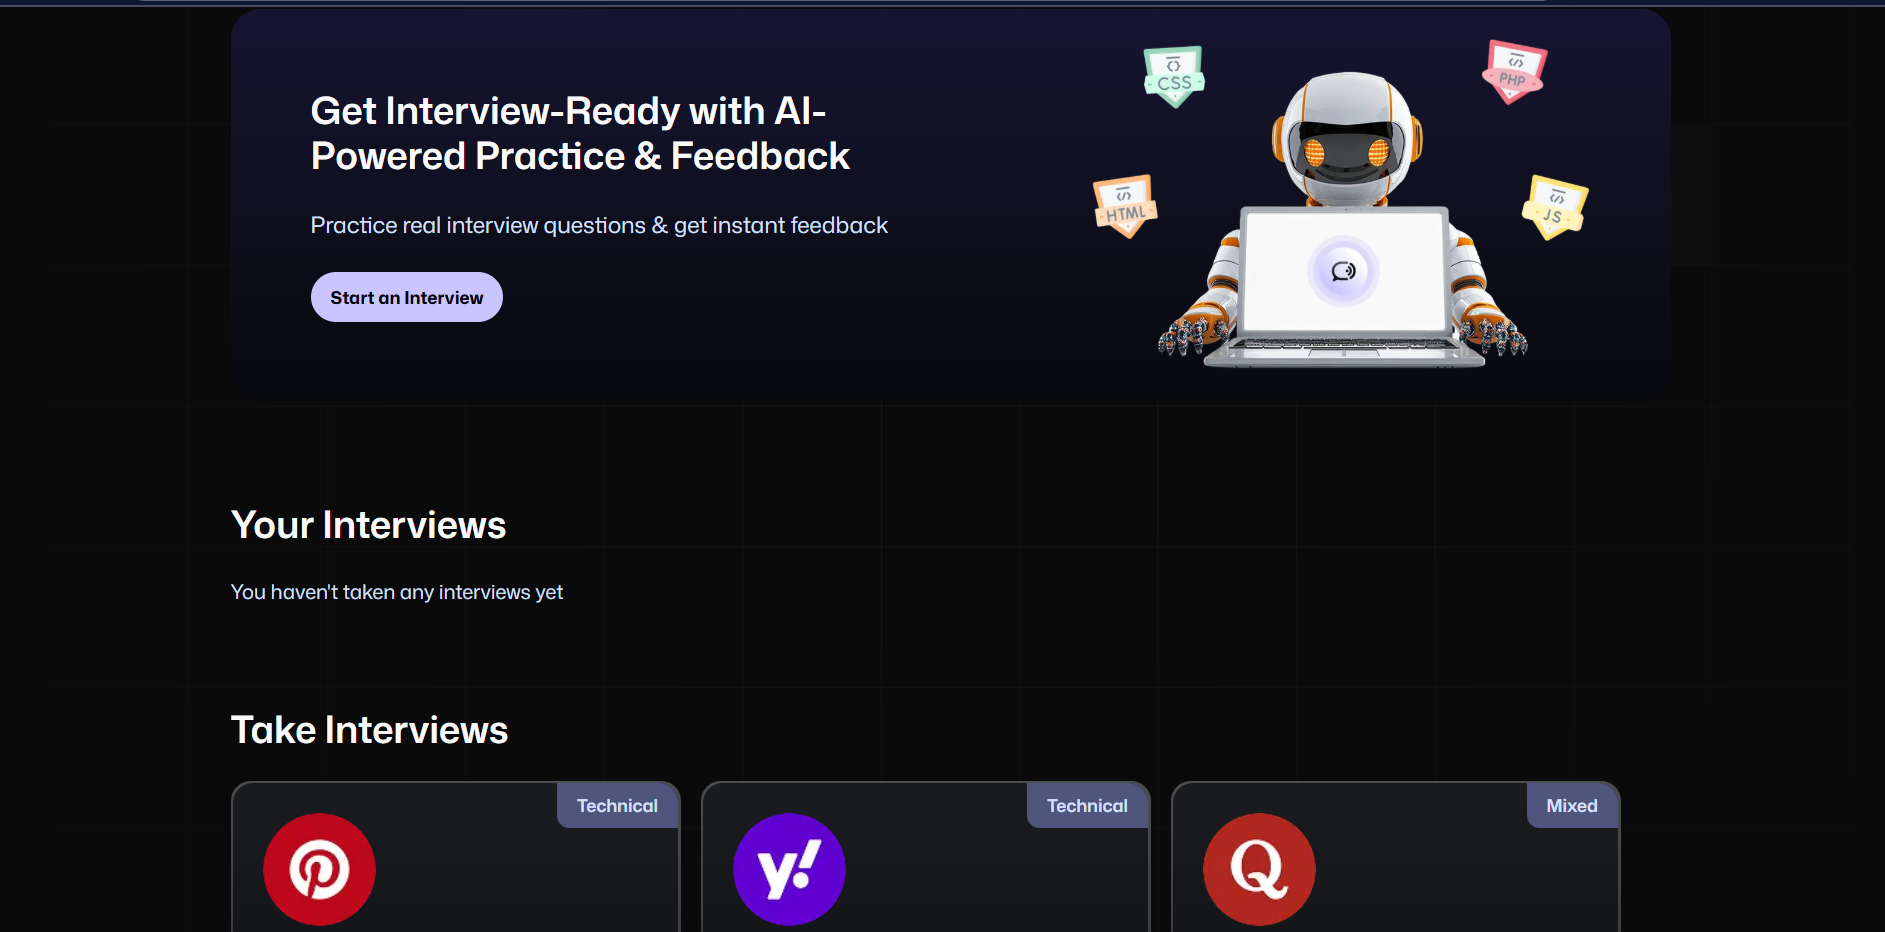 Get Interview-Ready with AI-
Powered Practice & Feedback
Practice real interview questions & get instant feedback
Start an Interview
CSS
PHP
HTML
JS
Your Interviews
You haven't taken any interviews yet
Take Interviews
Technical
Technical
Mixed
y!
Q